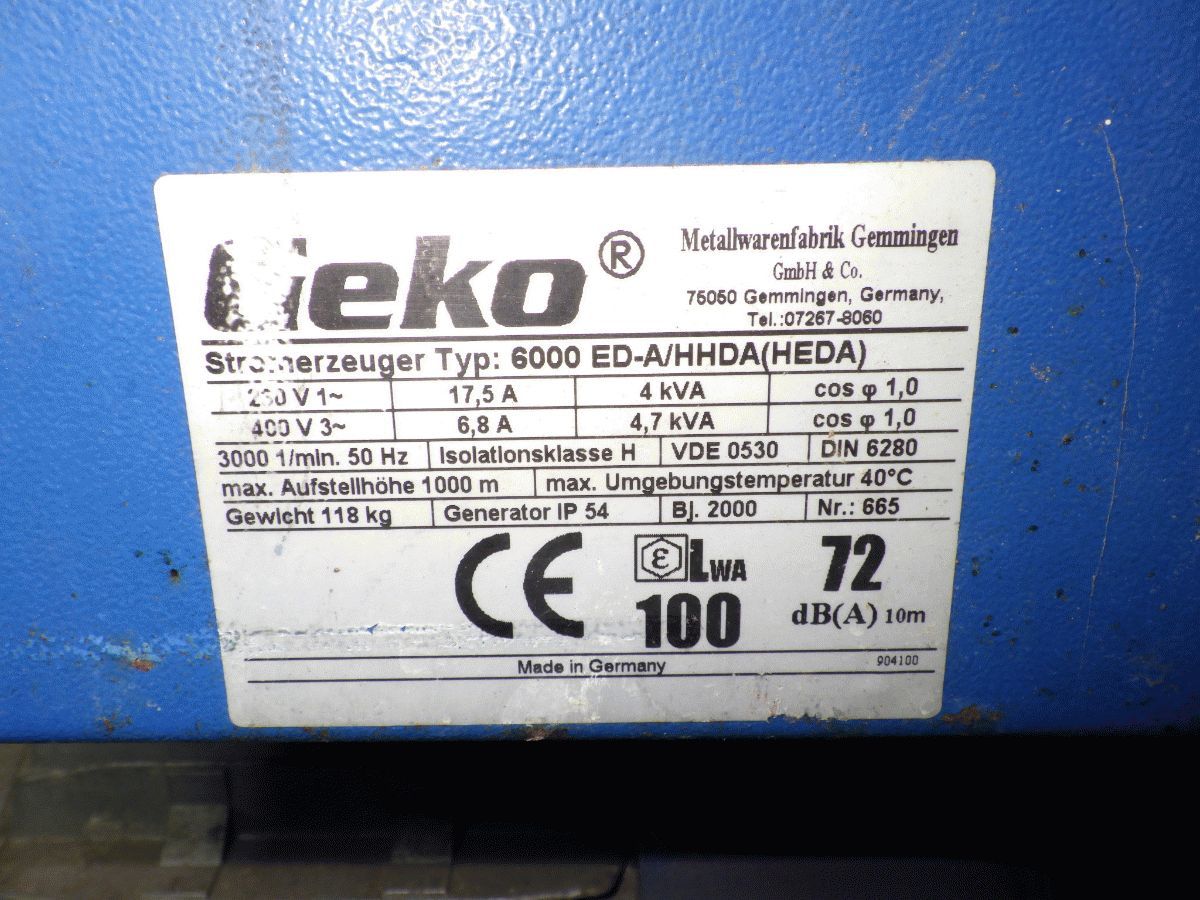 Geko®
Metallwarenfabrik Gemmingen
GmbH & Co.
75050 Gemmingen, Germany,
Tel.:07267-8060
Stromerzeuger Typ: 6000 ED-A/HHDA(HEDA)
230 V 1~ 17,5 A 4 kVA cos φ 1,0
400 V 3~ 6,8 A 4,7 kVA cos φ 1,0
3000 1/min. 50 Hz Isolationsklasse H VDE 0530 DIN 6280
max. Aufstellhöhe 1000 m max. Umgebungstemperatur 40°C
Gewicht 118 kg Generator IP 54 Bj. 2000 Nr.: 665
CE ε LWA 72
100 dB(A) 10m
Made in Germany 904100